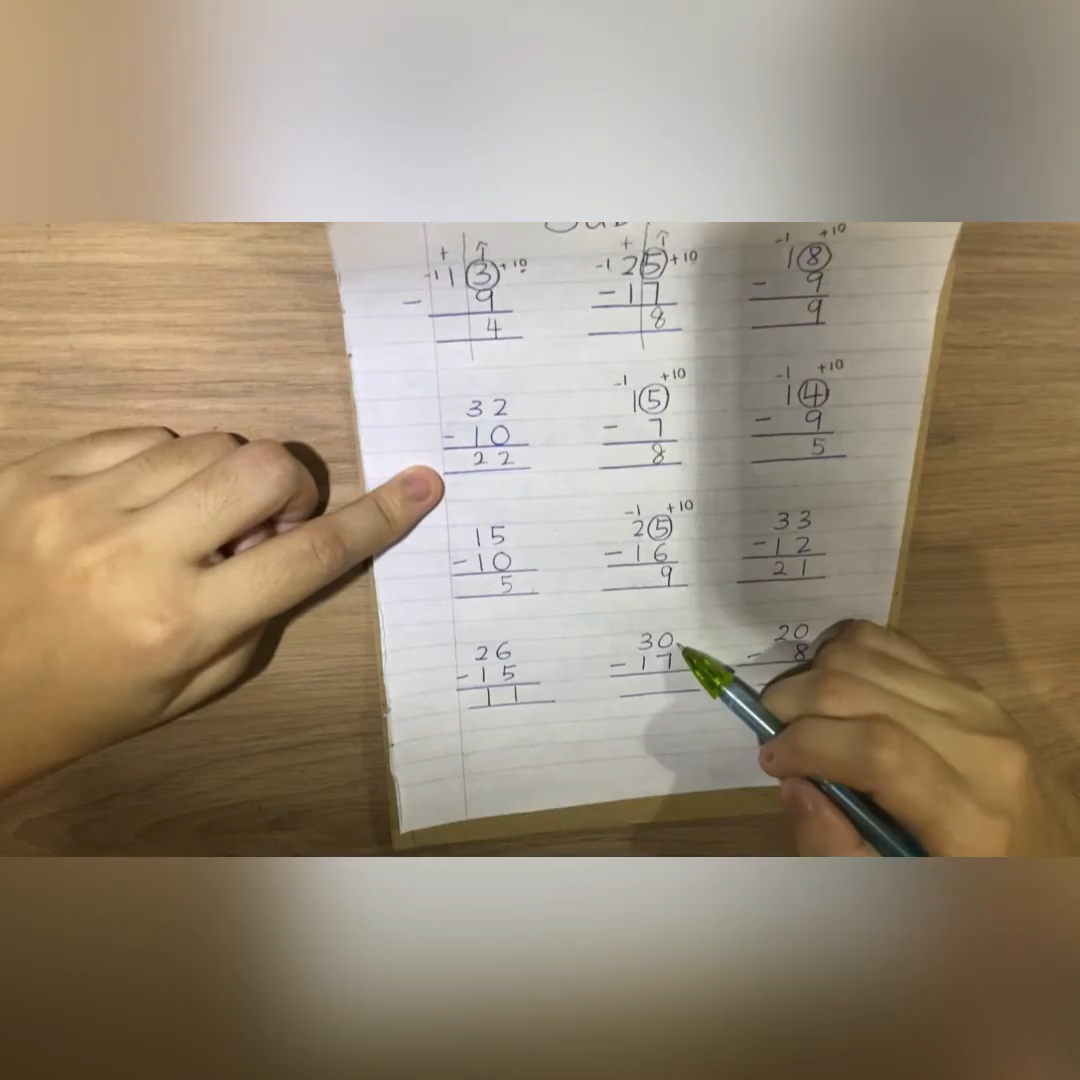 + ↑ + ↑ -1 +10
-1 1 3 +10 -1 2 5 +10 1 8
- 9 - 1 7 - 9
4 8 9
-1 +10 -1 +10
3 2 1 5 1 4
- 1 0 - 7 - 9
2 2 8 5
-1 +10
1 5 2 5 3 3
- 1 0 - 1 6 - 1 2
5 9 2 1
2 6 3 0 2 0
- 1 5 - 1 7 - 8
1 1